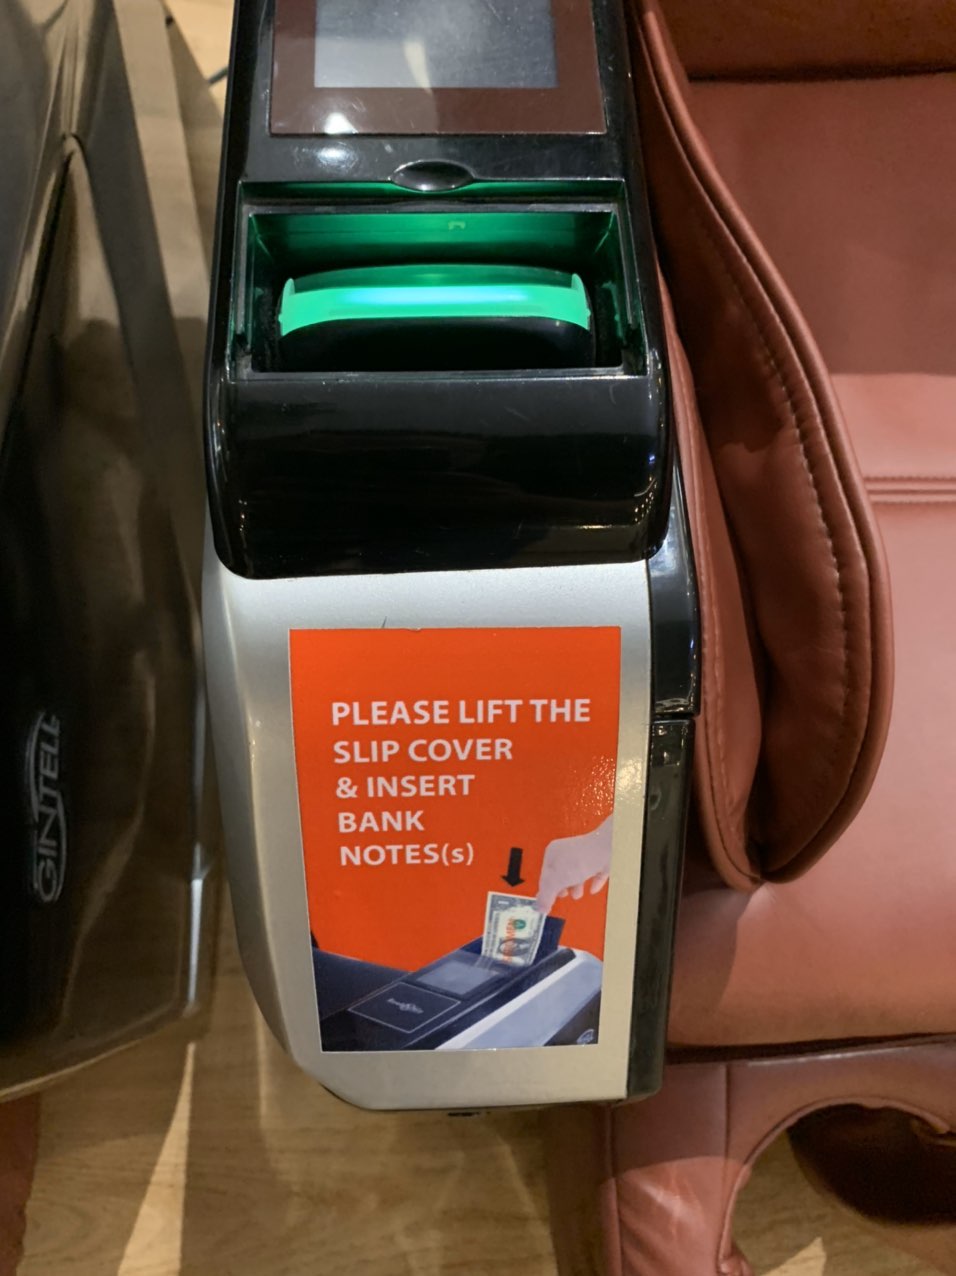 PLEASE LIFT THE
SLIP COVER
& INSERT
BANK
NOTES(s)
GINTELL